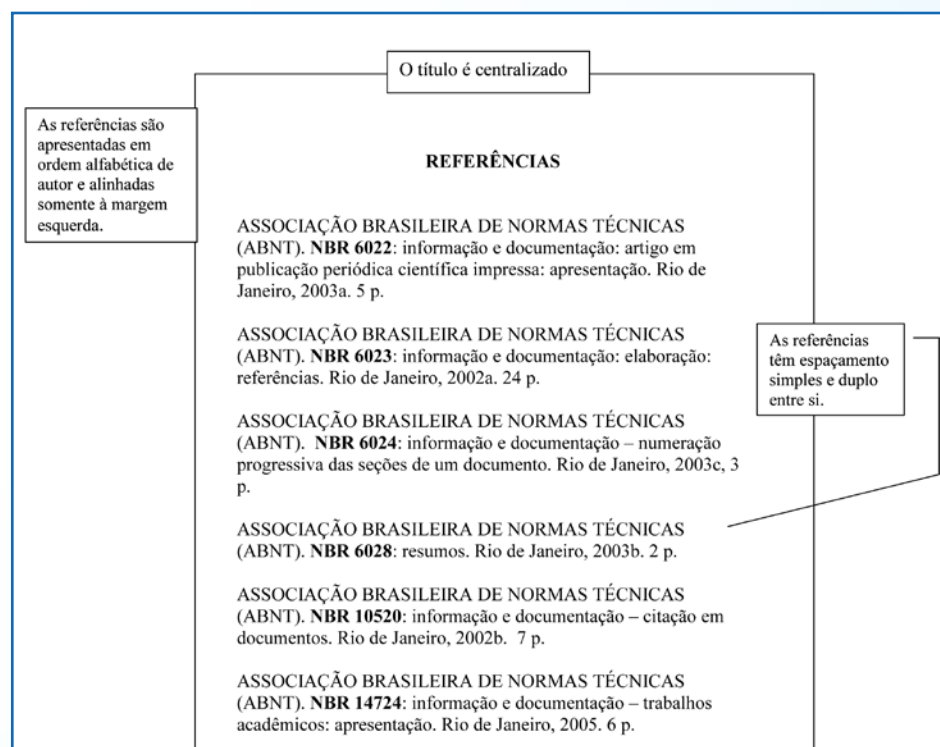 O título é centralizado
As referências são
apresentadas em
ordem alfabética de
autor e alinhadas
somente à margem
esquerda.
REFERÊNCIAS
ASSOCIAÇÃO BRASILEIRA DE NORMAS TÉCNICAS
(ABNT). NBR 6022: informação e documentação: artigo em
publicação periódica científica impressa: apresentação. Rio de
Janeiro, 2003a. 5 p.
ASSOCIAÇÃO BRASILEIRA DE NORMAS TÉCNICAS
(ABNT). NBR 6023: informação e documentação: elaboração:
referências. Rio de Janeiro, 2002a. 24 p.
As referências
têm espaçamento
simples e duplo
entre si.
ASSOCIAÇÃO BRASILEIRA DE NORMAS TÉCNICAS
(ABNT).  NBR 6024: informação e documentação – numeração
progressiva das seções de um documento. Rio de Janeiro, 2003c, 3
p.
ASSOCIAÇÃO BRASILEIRA DE NORMAS TÉCNICAS
(ABNT). NBR 6028: resumos. Rio de Janeiro, 2003b. 2 p.
ASSOCIAÇÃO BRASILEIRA DE NORMAS TÉCNICAS
(ABNT). NBR 10520: informação e documentação – citação em
documentos. Rio de Janeiro, 2002b.  7 p.
ASSOCIAÇÃO BRASILEIRA DE NORMAS TÉCNICAS
(ABNT). NBR 14724: informação e documentação – trabalhos
acadêmicos: apresentação. Rio de Janeiro, 2005. 6 p.